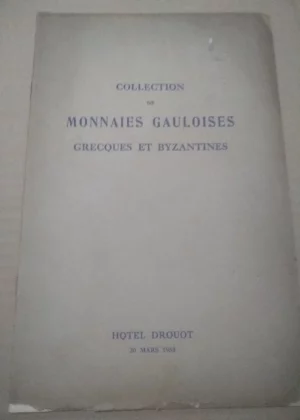 COLLECTION
DE
MONNAIES GAULOISES
GRECQUES ET BYZANTINES
HOTEL DROUOT
MARS